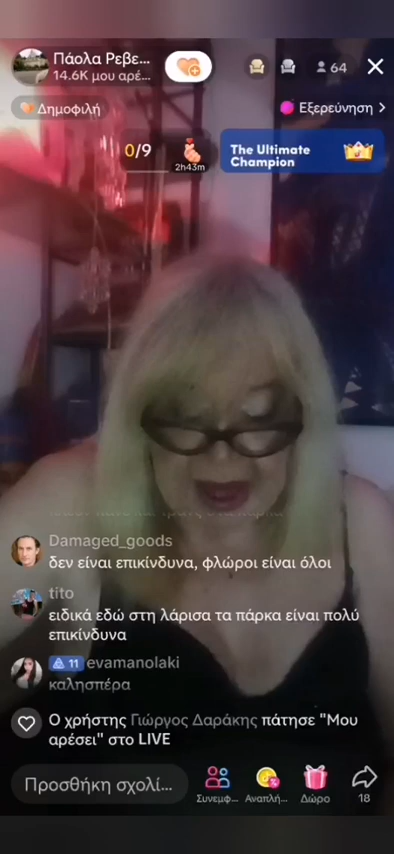 Πάολα Ρεβε...
14.6K μου αρέ...
64
Δημοφιλή
Εξερεύνηση >
0/9
2h43m
The Ultimate
Champion
Damaged_goods
δεν είναι επικίνδυνα, φλώροι είναι όλοι
tito
ειδικά εδώ στη λάρισα τα πάρκα είναι πολύ
επικίνδυνα
11 evamanolaki
καλησπέρα
Ο χρήστης Γιώργος Δαράκης πάτησε "Μου
αρέσει" στο LIVE
Προσθήκη σχολί...
Συνεμφ...
Αναπλή...
Δώρο
18